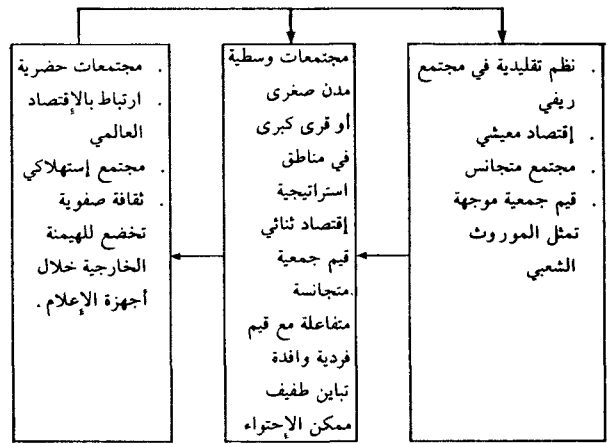 . نظم تقليدية في مجتمع
ريفي
. إقتصاد معيشي
. مجتمع متجانس
. قيم جمعية موجهة
تمثل الموروث
الشعبي
مجتمعات وسطية
مدن صغرى
أو قرى كبرى
في مناطق
استراتيجية
إقتصاد ثنائي
قيم جمعية
متجانسة
متفاعلة مع قيم
فردية وافدة
تباين طفيف
ممكن الإحتواء
. مجتمعات حضرية
. ارتباط بالإقتصاد
العالمي
. مجتمع إستهلاكي
. ثقافة صفوية
تخضع للهيمنة
الخارجية خلال
أجهزة الإعلام .